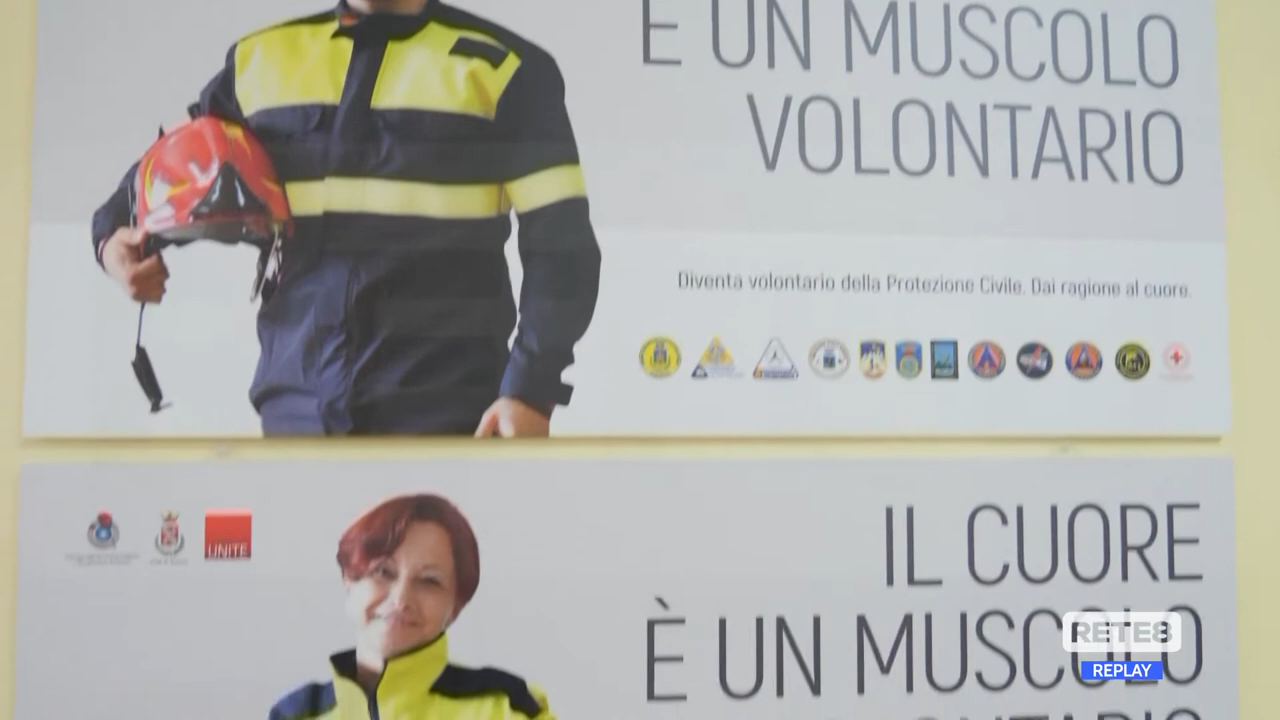 È UN MUSCOLO
VOLONTARIO
Diventa volontario della Protezione Civile. Dai ragione al cuore.
UNITE
IL CUORE
È UN MUSCOLO
RETE8
REPLAY